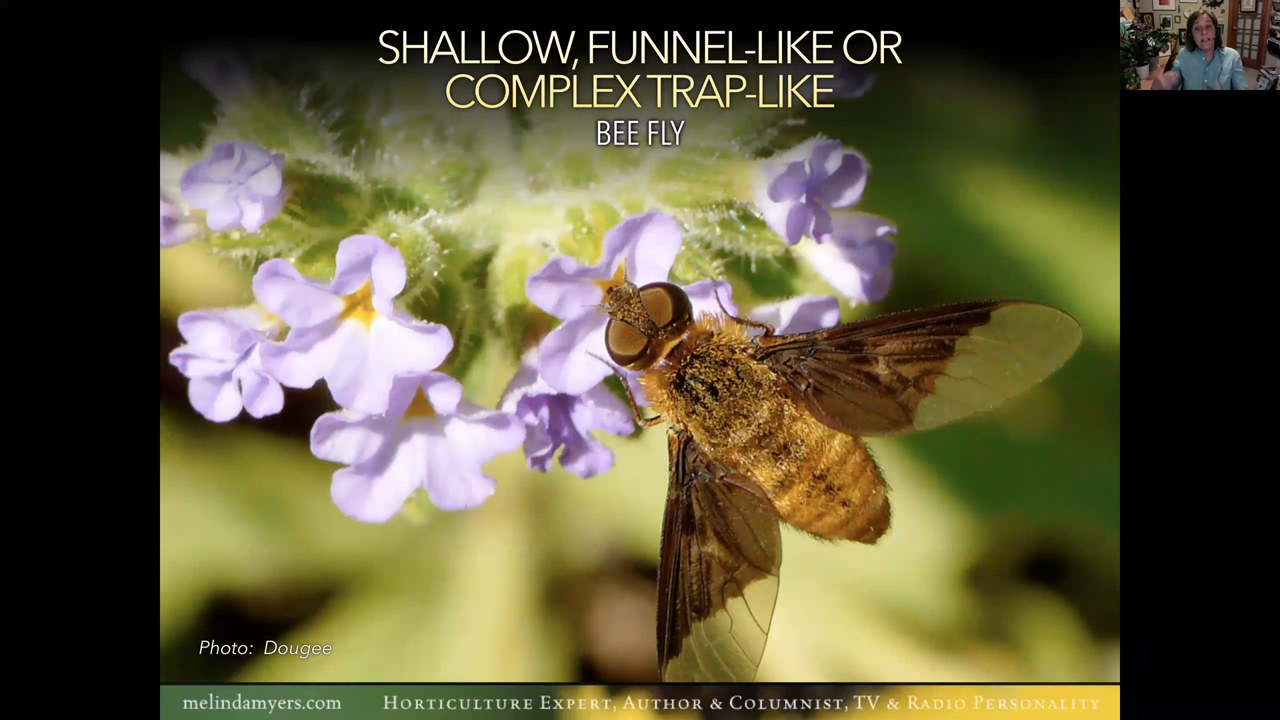 SHALLOW, FUNNEL-LIKE OR
COMPLEX TRAP-LIKE
BEE FLY
Photo: Dougee
melindamyers.com HORTICULTURE EXPERT, AUTHOR & COLUMNIST, TV & RADIO PERSONALITY